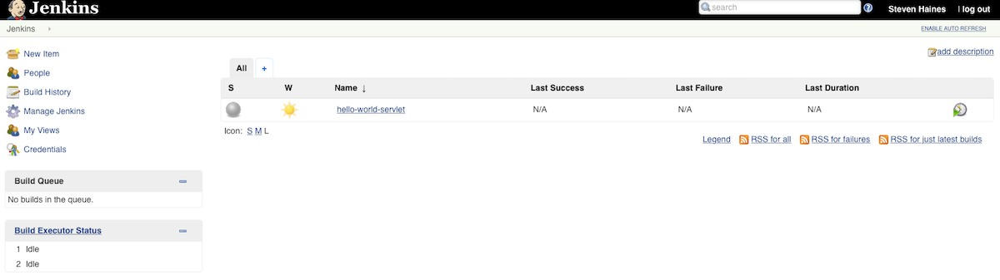 Jenkins
search
Steven Haines | log out
Jenkins
ENABLE AUTO REFRESH
New Item
People
Build History
Manage Jenkins
My Views
Credentials
Build Queue
No builds in the queue.
Build Executor Status
1 Idle
2 Idle
add description
All +
S W Name ↓ Last Success Last Failure Last Duration
hello-world-servlet N/A N/A N/A
Icon: S M L
Legend RSS for all RSS for failures RSS for just latest builds